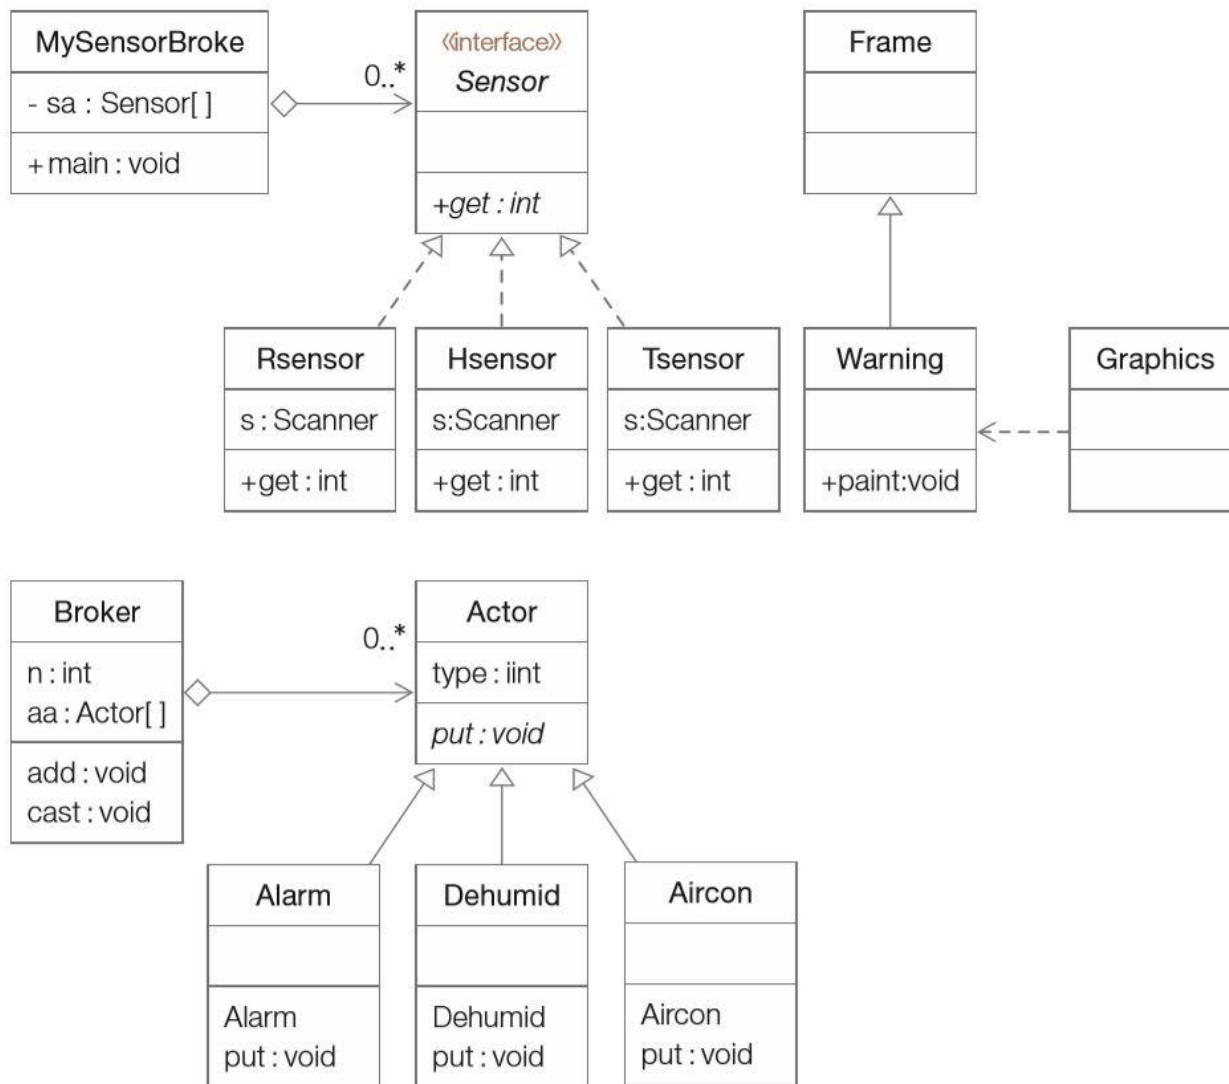 MySensorBroke
- sa : Sensor[ ]
+ main : void
0..*
«interface»
Sensor
+get : int
Frame
Rsensor
s : Scanner
+get : int
Hsensor
s:Scanner
+get : int
Tsensor
s:Scanner
+get : int
Warning
+paint:void
Graphics
Broker
n : int
aa : Actor[ ]
add : void
cast : void
0..*
Actor
type : iint
put : void
Alarm
Alarm
put : void
Dehumid
Dehumid
put : void
Aircon
Aircon
put : void